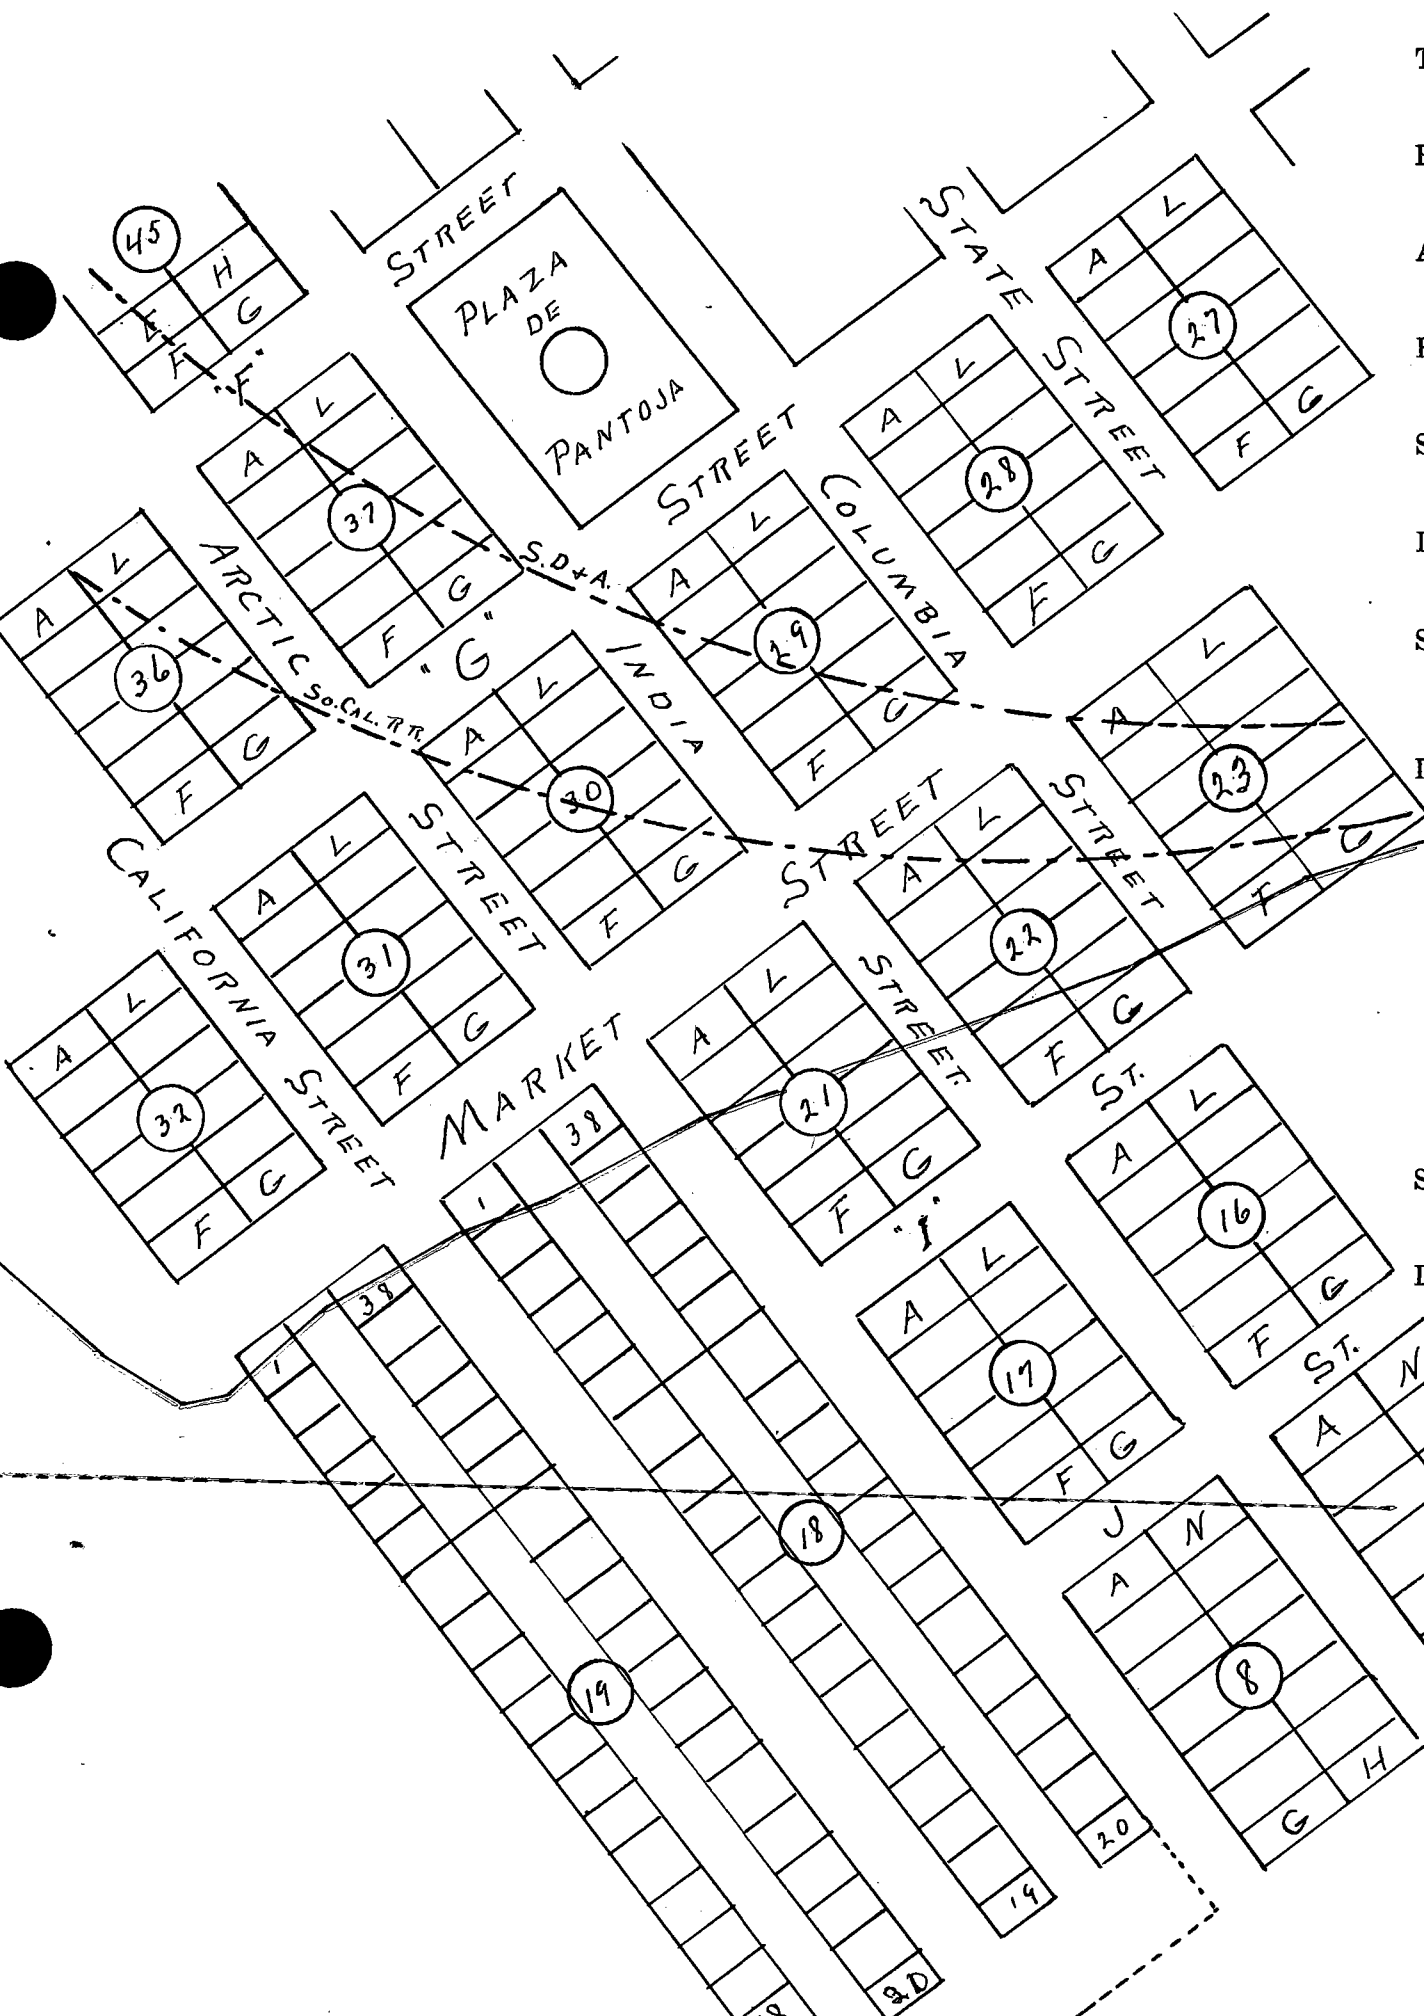 STREET
PLAZA
DE
PANTOJA
STATE STREET
45
H
E
G
F
"F" STREET
A
L
27
F
G
A
L
28
F
G
A
L
37
F
G
S.D & A.
"G" STREET
COLUMBIA STREET
A
L
29
F
G
INDIA STREET
A
L
36
F
G
ARCTIC STREET
SO. CAL. RR.
A
L
30
F
G
A
L
23
F
G
CALIFORNIA STREET
A
L
31
F
G
A
L
22
F
G
A
L
32
F
G
MARKET ST.
A
L
21
F
G
A
L
16
F
G
"I" ST.
A
L
17
F
G
1
38
18
19
20
1
38
19
20
J
A
N
A
N
8
G
H